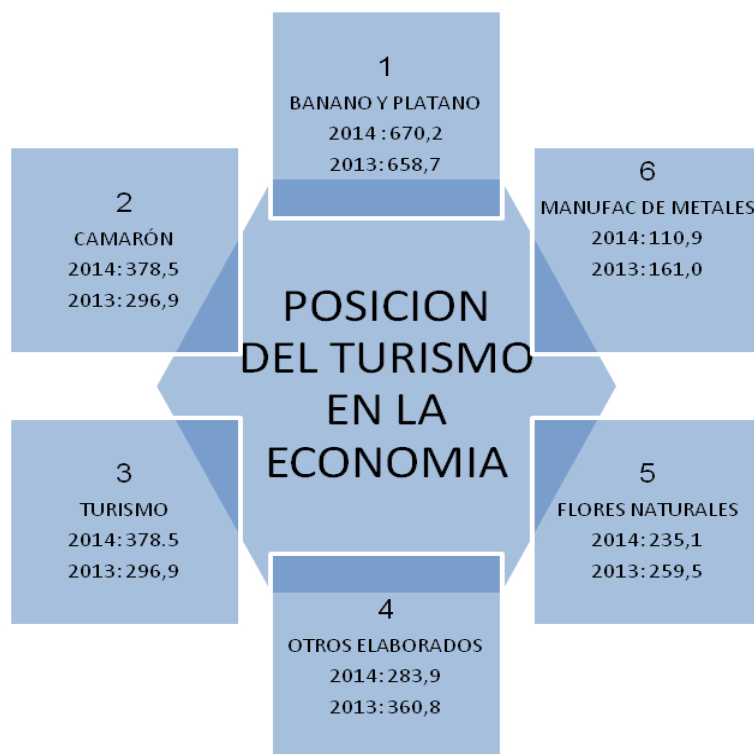 POSICION
DEL TURISMO
EN LA
ECONOMIA
1
BANANO Y PLATANO
2014 : 670,2
2013: 658,7
2
CAMARÓN
2014: 378,5
2013: 296,9
3
TURISMO
2014: 378.5
2013: 296,9
4
OTROS ELABORADOS
2014: 283,9
2013: 360,8
5
FLORES NATURALES
2014: 235,1
2013: 259,5
6
MANUFAC DE METALES
2014: 110,9
2013: 161,0